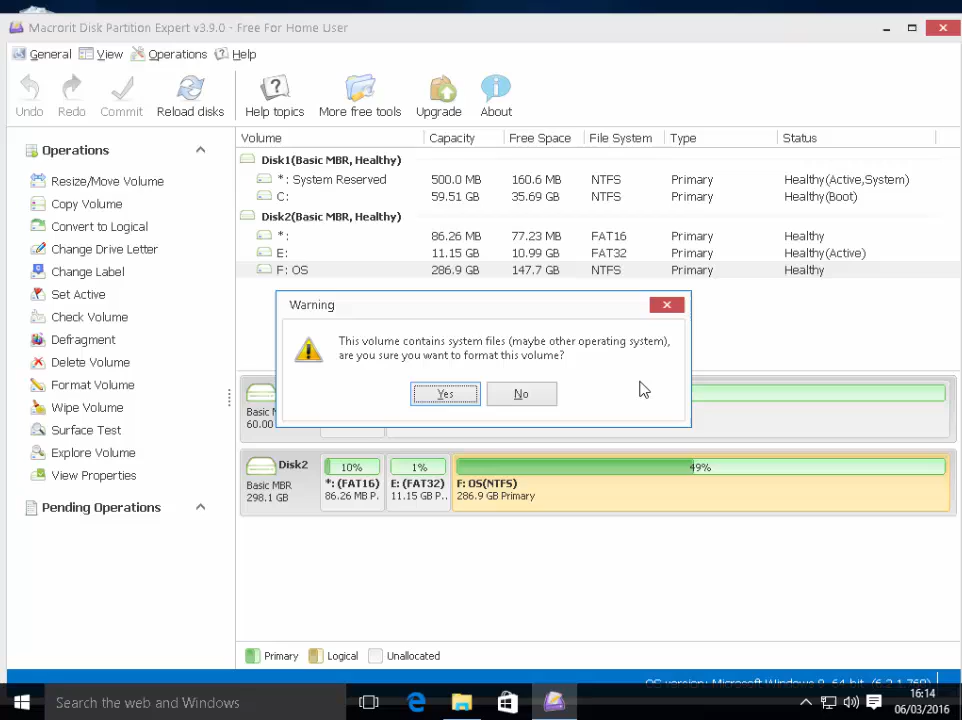 Macrorit Disk Partition Expert v3.9.0 - Free For Home User
General View Operations Help
Undo Redo Commit Reload disks Help topics More free tools Upgrade About
Operations
Resize/Move Volume
Copy Volume
Convert to Logical
Change Drive Letter
Change Label
Set Active
Check Volume
Defragment
Delete Volume
Format Volume
Wipe Volume
Surface Test
Explore Volume
View Properties
Pending Operations
Volume Capacity Free Space File System Type Status
Disk1(Basic MBR, Healthy)
*: System Reserved 500.0 MB 160.6 MB NTFS Primary Healthy(Active,System)
C: 59.51 GB 35.69 GB NTFS Primary Healthy(Boot)
Disk2(Basic MBR, Healthy)
*: 86.26 MB 77.23 MB FAT16 Primary Healthy
E: 11.15 GB 10.99 GB FAT32 Primary Healthy(Active)
F: OS 286.9 GB 147.7 GB NTFS Primary Healthy
Warning
This volume contains system files (maybe other operating system),
are you sure you want to format this volume?
Yes No
Basic
60.00
Disk2 10% 1% 49%
Basic MBR *: (FAT16) E: (FAT32) F: OS(NTFS)
298.1 GB 86.26 MB P. 11.15 GB P.. 286.9 GB Primary
Primary Logical Unallocated
Search the web and Windows
16:14
06/03/2016